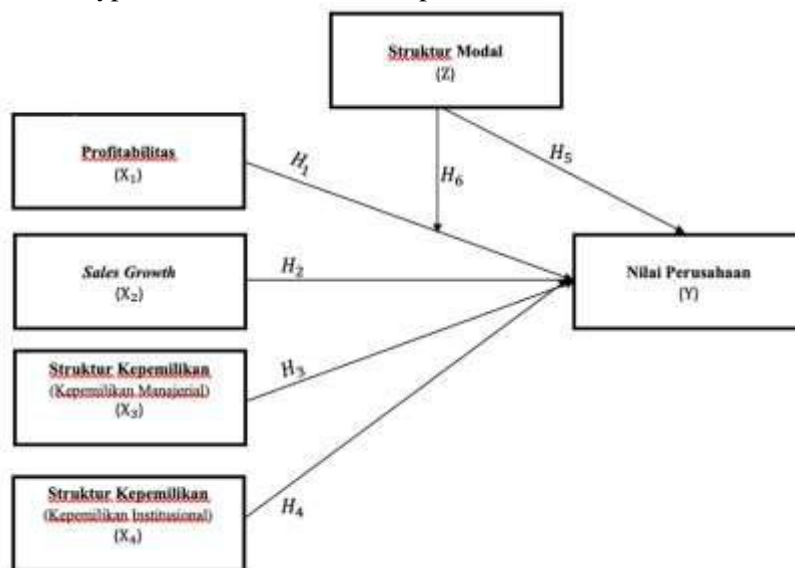 Struktur Modal
(Z)
Profitabilitas
(X₁)
H₁
H₆
H₅
Sales Growth
(X₂)
H₂
Nilai Perusahaan
(Y)
Struktur Kepemilikan
(Kepemilikan Manajerial)
(X₃)
H₃
Struktur Kepemilikan
(Kepemilikan Institusional)
(X₄)
H₄